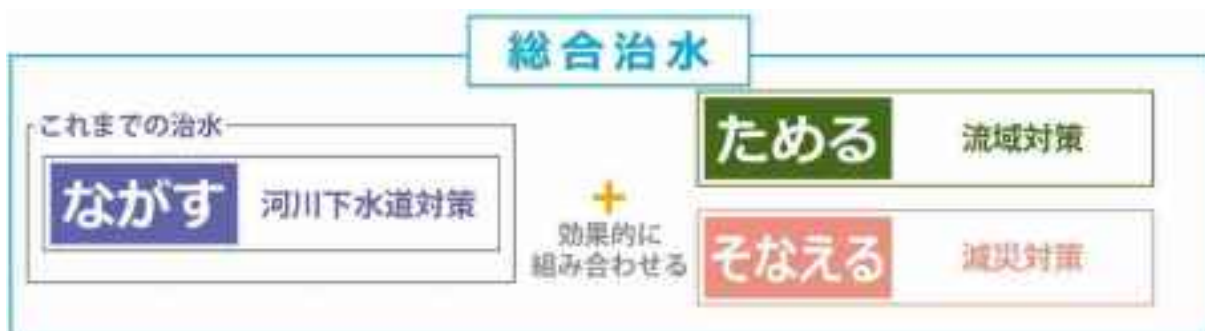 総合治水
これまでの治水
ながす 河川下水道対策
+
効果的に
組み合わせる
ためる 流域対策
そなえる 減災対策